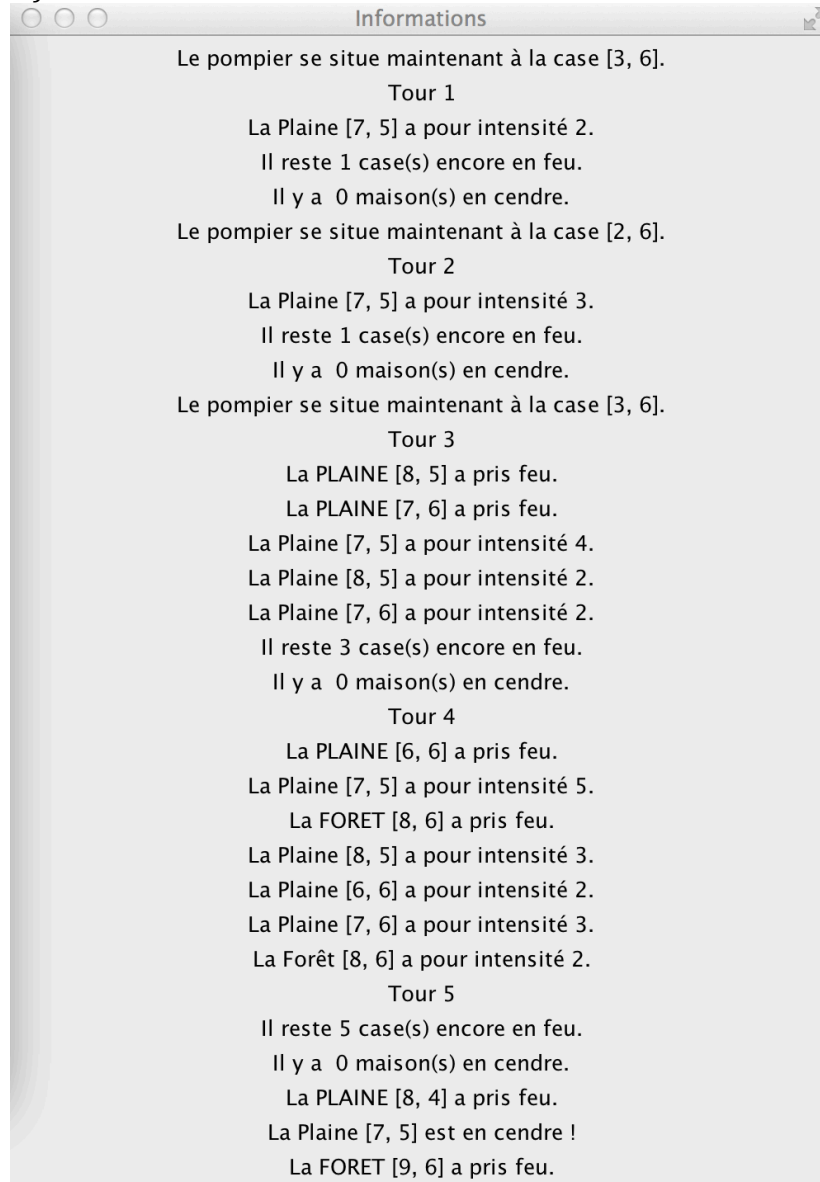 Informations
Le pompier se situe maintenant à la case [3, 6].
Tour 1
La Plaine [7, 5] a pour intensité 2.
Il reste 1 case(s) encore en feu.
Il y a  0 maison(s) en cendre.
Le pompier se situe maintenant à la case [2, 6].
Tour 2
La Plaine [7, 5] a pour intensité 3.
Il reste 1 case(s) encore en feu.
Il y a  0 maison(s) en cendre.
Le pompier se situe maintenant à la case [3, 6].
Tour 3
La PLAINE [8, 5] a pris feu.
La PLAINE [7, 6] a pris feu.
La Plaine [7, 5] a pour intensité 4.
La Plaine [8, 5] a pour intensité 2.
La Plaine [7, 6] a pour intensité 2.
Il reste 3 case(s) encore en feu.
Il y a  0 maison(s) en cendre.
Tour 4
La PLAINE [6, 6] a pris feu.
La Plaine [7, 5] a pour intensité 5.
La FORET [8, 6] a pris feu.
La Plaine [8, 5] a pour intensité 3.
La Plaine [6, 6] a pour intensité 2.
La Plaine [7, 6] a pour intensité 3.
La Forêt [8, 6] a pour intensité 2.
Tour 5
Il reste 5 case(s) encore en feu.
Il y a  0 maison(s) en cendre.
La PLAINE [8, 4] a pris feu.
La Plaine [7, 5] est en cendre !
La FORET [9, 6] a pris feu.